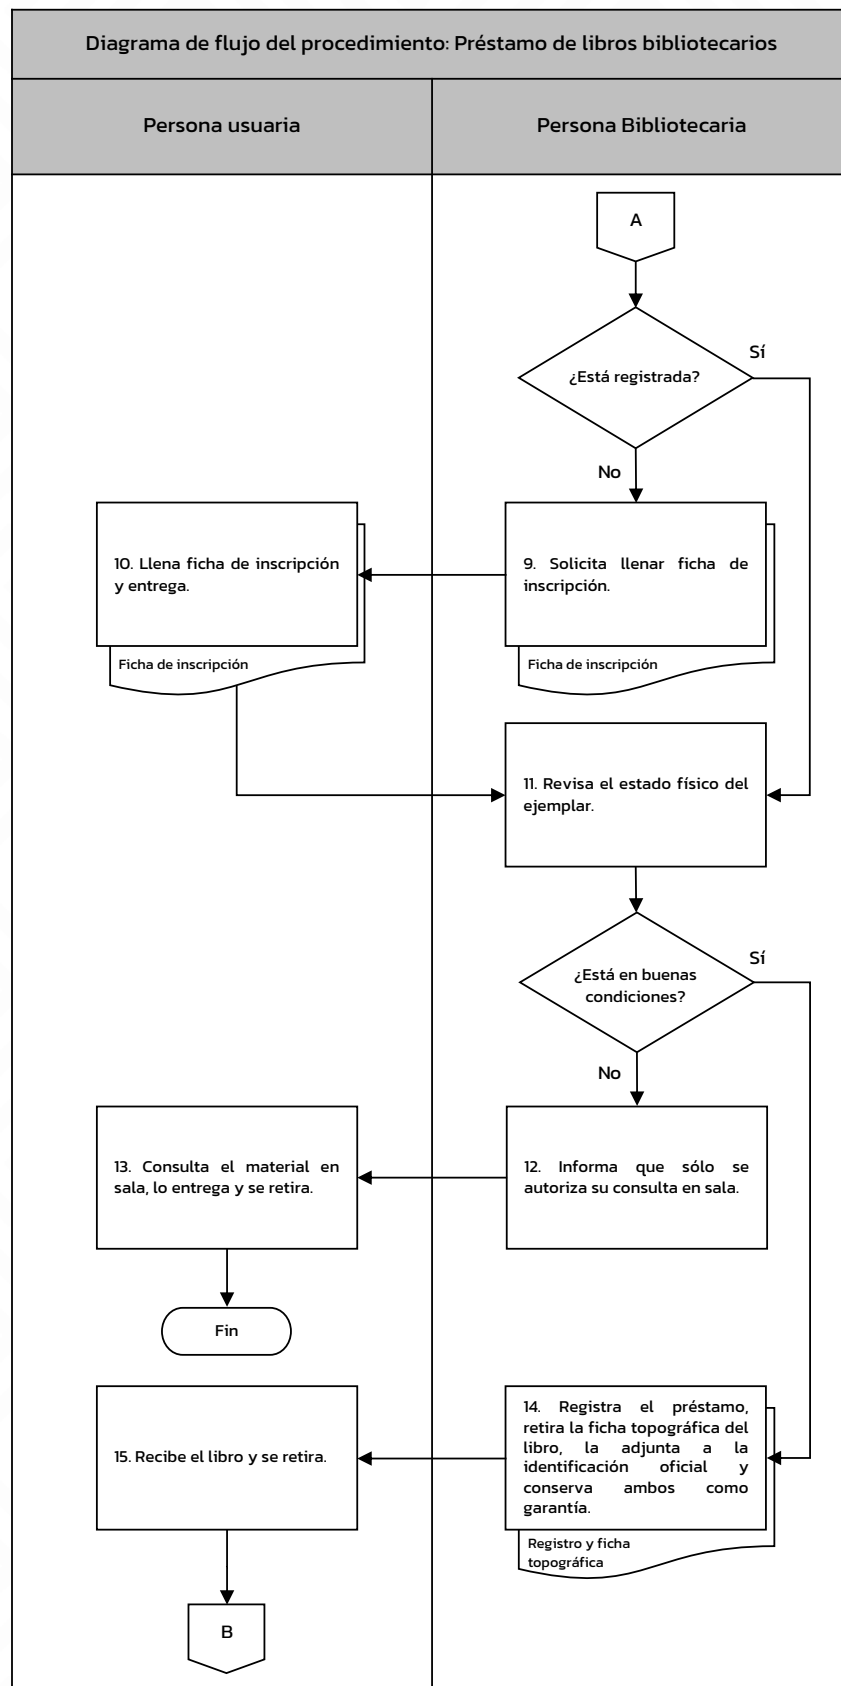 Diagrama de flujo del procedimiento: Préstamo de libros bibliotecarios
Persona usuaria
Persona Bibliotecaria
A
¿Está registrada?
Sí
No
10. Llena ficha de inscripción
y entrega.
Ficha de inscripción
9. Solicita llenar ficha de
inscripción.
Ficha de inscripción
11. Revisa el estado físico del
ejemplar.
¿Está en buenas
condiciones?
Sí
No
13. Consulta el material en
sala, lo entrega y se retira.
12. Informa que sólo se
autoriza su consulta en sala.
Fin
15. Recibe el libro y se retira.
14. Registra el préstamo,
retira la ficha topográfica del
libro, la adjunta a la
identificación oficial y
conserva ambos como
garantía.
Registro y ficha
topográfica
B